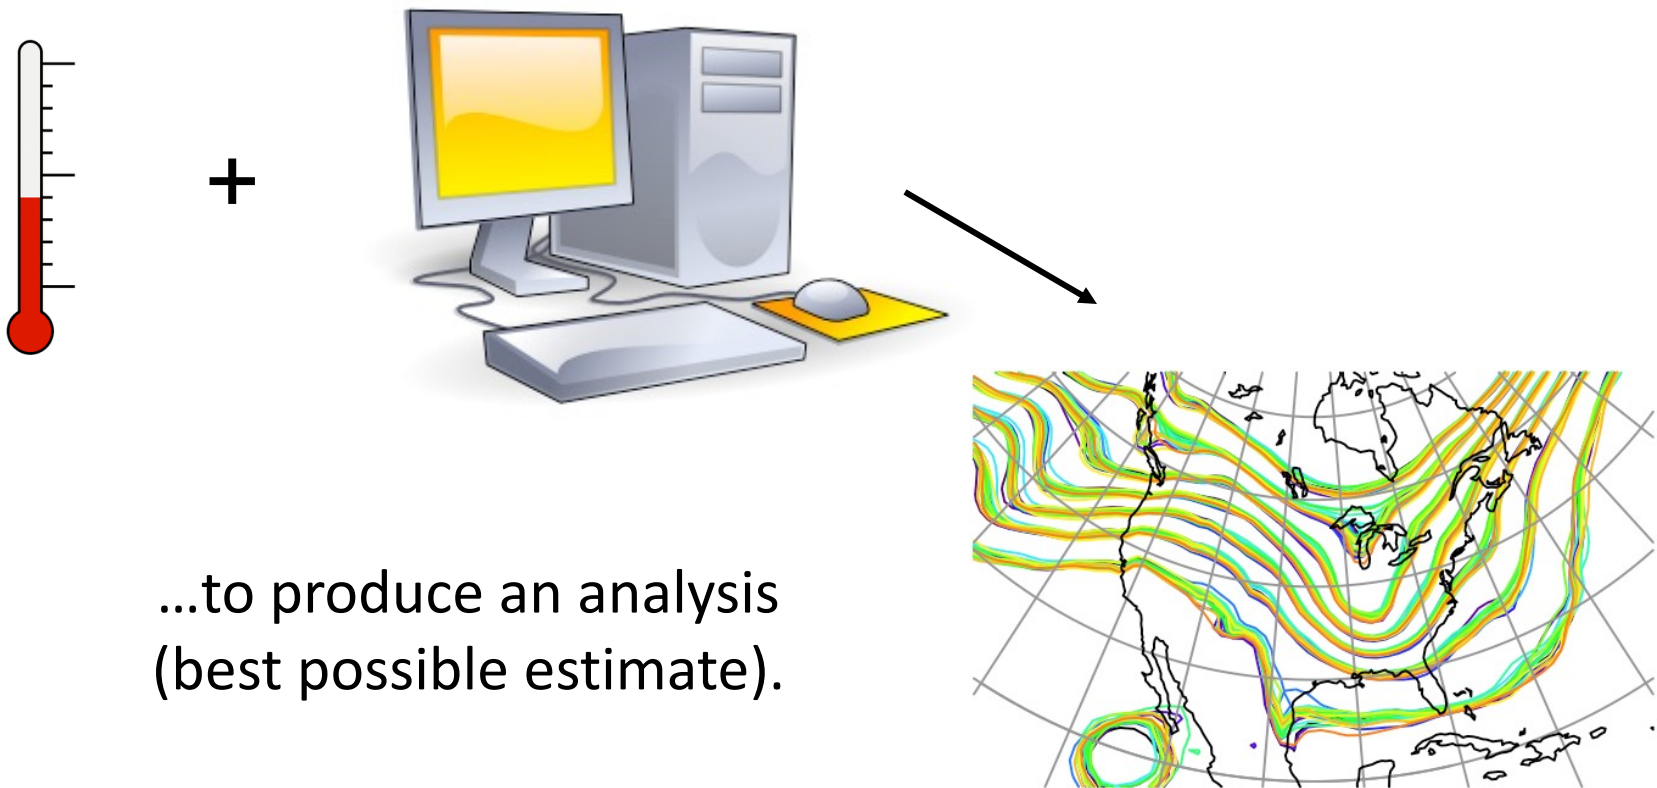 +
…to produce an analysis
(best possible estimate).